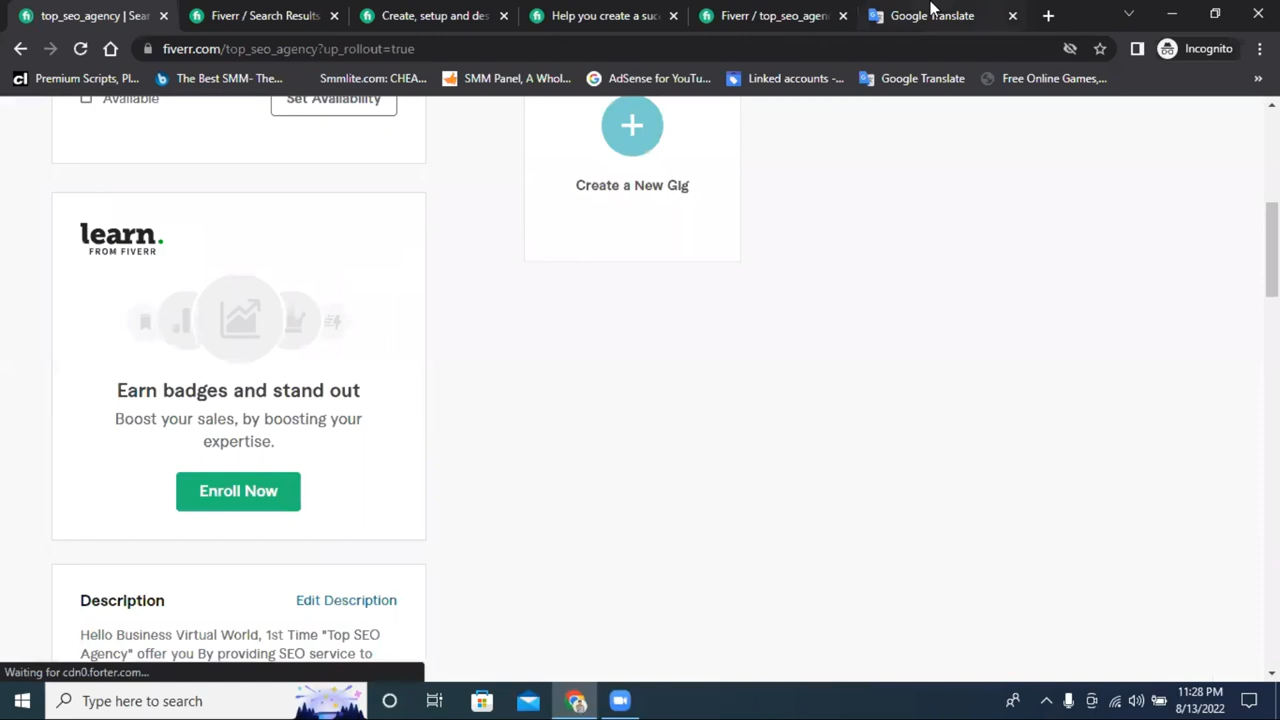 top_seo_agency | Sear
Fiverr / Search Results
Create, setup and des
Help you create a suc
Fiverr / top_seo_agen
Google Translate
fiverr.com/top_seo_agency?up_rollout=true
Incognito
Premium Scripts, Pl...
The Best SMM- The...
Smmlite.com: CHEA...
SMM Panel, A Whol...
AdSense for YouTu...
Linked accounts -...
Google Translate
Free Online Games,...
»
Available
Set Availability
Create a New Gig
learn.
FROM FIVERR
Earn badges and stand out
Boost your sales, by boosting your
expertise.
Enroll Now
Description
Edit Description
Hello Business Virtual World, 1st Time "Top SEO
Agency" offer you By providing SEO service to
Waiting for cdn0.forter.com...
Type here to search
11:28 PM
8/13/2022